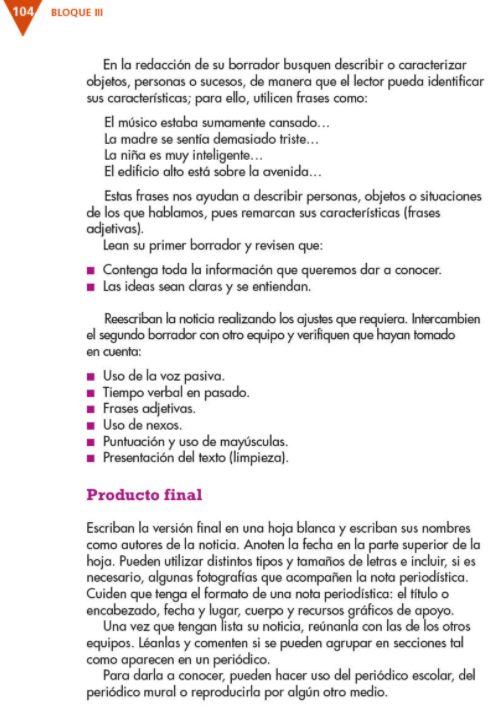 104 BLOQUE III
En la redacción de su borrador busquen describir o caracterizar
objetos, personas o sucesos, de manera que el lector pueda identificar
sus características; para ello, utilicen frases como:
El músico estaba sumamente cansado...
La madre se sentía demasiado triste...
La niña es muy inteligente...
El edificio alto está sobre la avenida...
Estas frases nos ayudan a describir personas, objetos o situaciones
de los que hablamos, pues remarcan sus características (frases
adjetivas).
Lean su primer borrador y revisen que:
■ Contenga toda la información que queremos dar a conocer.
■ Las ideas sean claras y se entiendan.
Reescriban la noticia realizando los ajustes que requiera. Intercambien
el segundo borrador con otro equipo y verifiquen que hayan tomado
en cuenta:
■ Uso de la voz pasiva.
■ Tiempo verbal en pasado.
■ Frases adjetivas.
■ Uso de nexos.
■ Puntuación y uso de mayúsculas.
■ Presentación del texto (limpieza).
Producto final
Escriban la versión final en una hoja blanca y escriban sus nombres
como autores de la noticia. Anoten la fecha en la parte superior de la
hoja. Pueden utilizar distintos tipos y tamaños de letras e incluir, si es
necesario, algunas fotografías que acompañen la nota periodística.
Cuiden que tenga el formato de una nota periodística: el título o
encabezado, fecha y lugar, cuerpo y recursos gráficos de apoyo.
Una vez que tengan lista su noticia, reúnanla con las de los otros
equipos. Léanlas y comenten si se pueden agrupar en secciones tal
como aparecen en un periódico.
Para darla a conocer, pueden hacer uso del periódico escolar, del
periódico mural o reproducirla por algún otro medio.